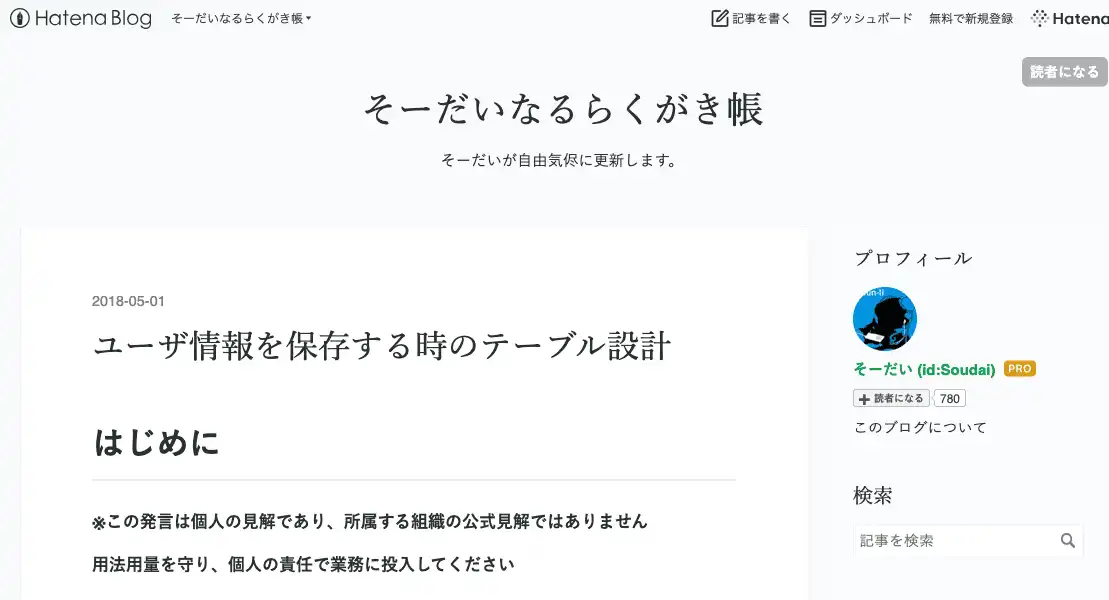 Hatena Blog そーだいなるらくがき帳 記事を書く ダッシュボード 無料で新規登録 Hatena
読者になる
そーだいなるらくがき帳
そーだいが自由気侭に更新します。
2018-05-01
ユーザ情報を保存する時のテーブル設計
はじめに
※この発言は個人の見解であり、所属する組織の公式見解ではありません
用法用量を守り、個人の責任で業務に投入してください
プロフィール
そーだい (id:Soudai) PRO
読者になる 780
このブログについて
検索
記事を検索